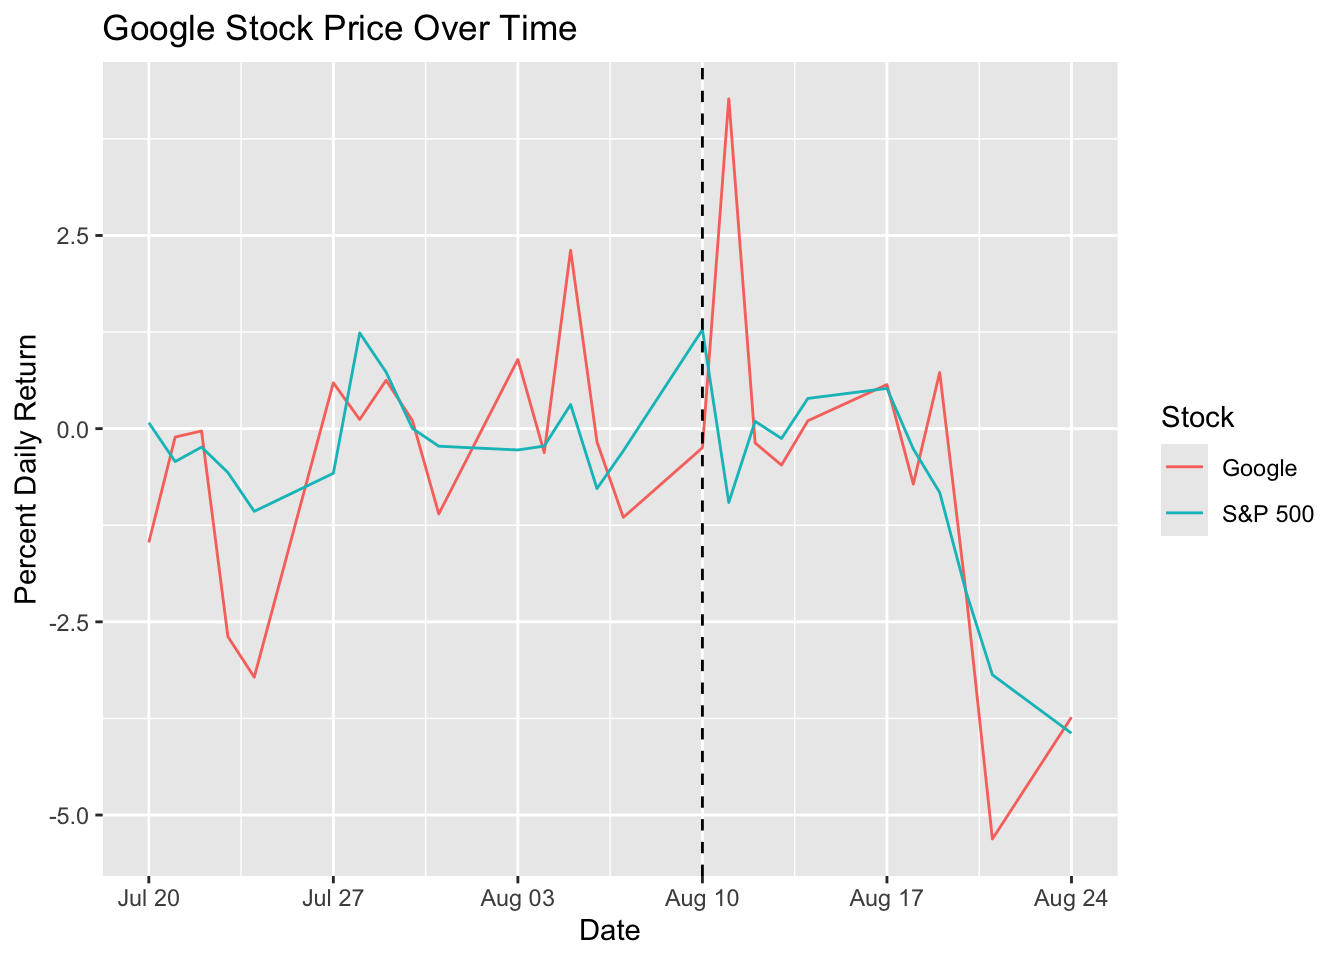 Google Stock Price Over Time
Percent Daily Return
2.5
0.0
-2.5
-5.0
Jul 20 Jul 27 Aug 03 Aug 10 Aug 17 Aug 24
Date
Stock
Google
S&P 500